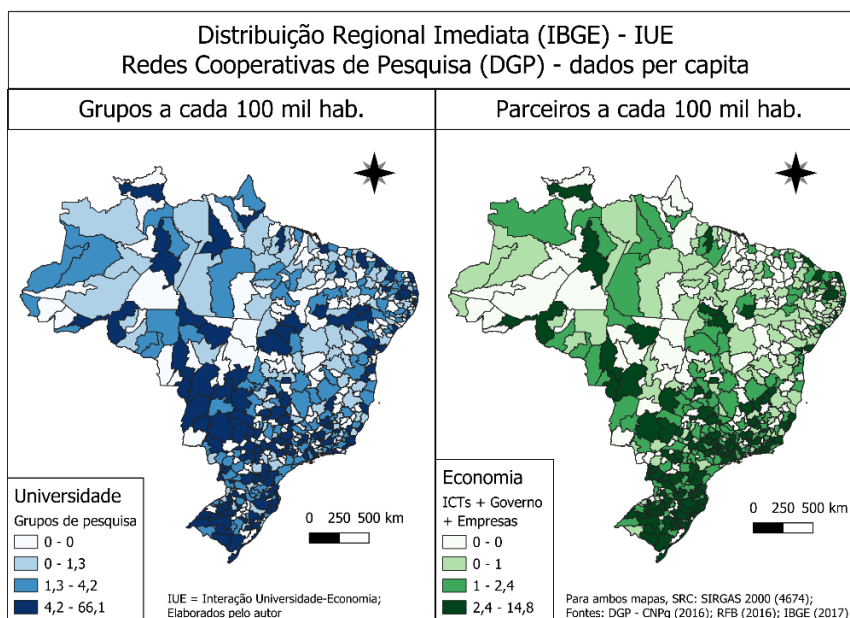 Distribuição Regional Imediata (IBGE) - IUE
Redes Cooperativas de Pesquisa (DGP) - dados per capita
Grupos a cada 100 mil hab.
Universidade
Grupos de pesquisa
0 - 0
0 - 1,3
1,3 - 4,2
4,2 - 66,1
0 250 500 km
IUE = Interação Universidade-Economia;
Elaborados pelo autor
Parceiros a cada 100 mil hab.
Economia
ICTs + Governo
+ Empresas
0 - 0
0 - 1
1 - 2,4
2,4 - 14,8
0 250 500 km
Para ambos mapas, SRC: SIRGAS 2000 (4674);
Fontes: DGP - CNPq (2016); RFB (2016); IBGE (2017)